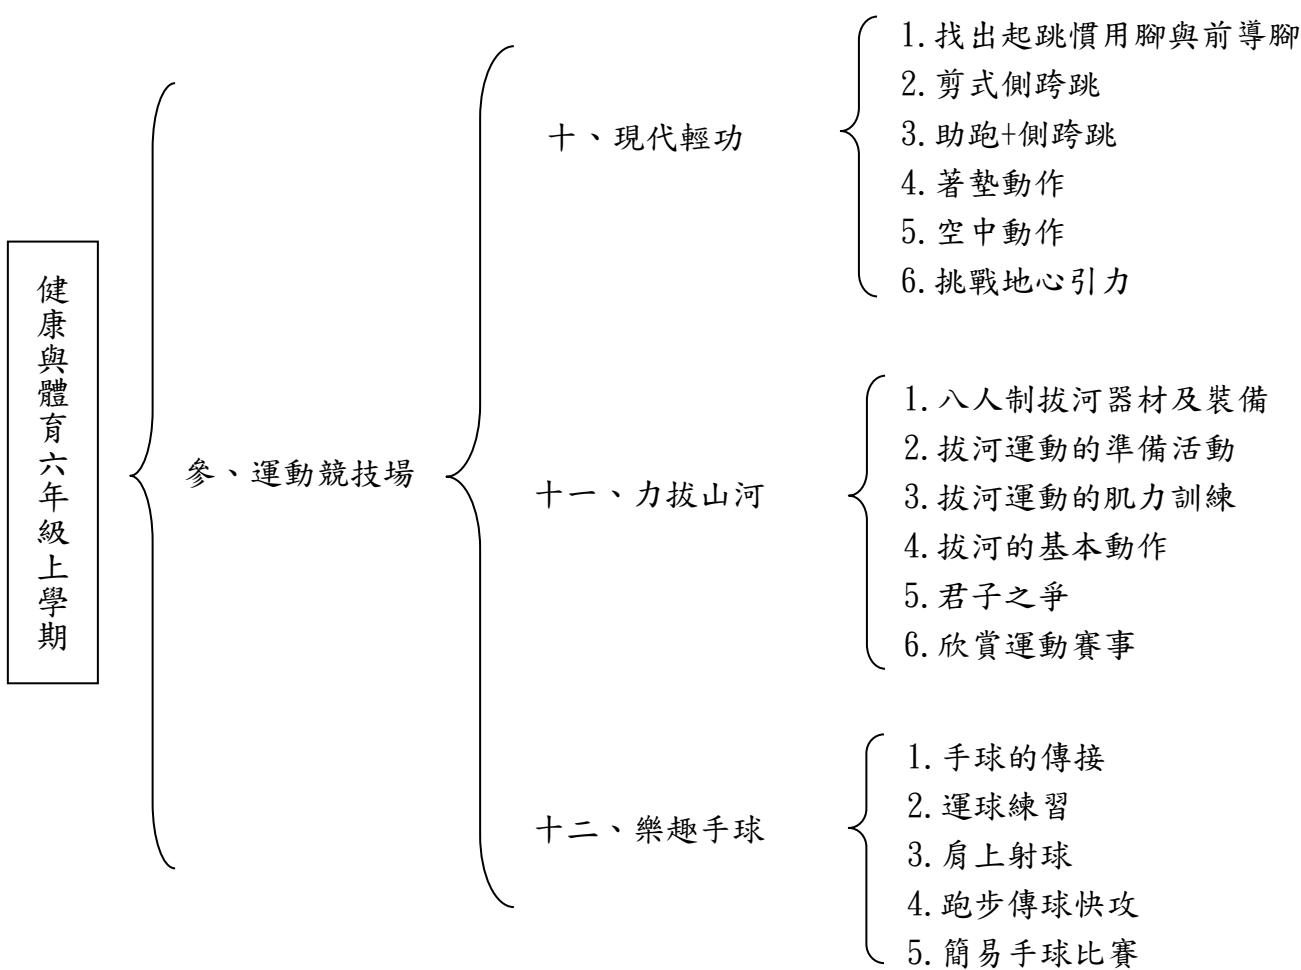 健康與體育六年級上學期
參、運動競技場
十、現代輕功
1.找出起跳慣用腳與前導腳
2.剪式側跨跳
3.助跑+側跨跳
4.著墊動作
5.空中動作
6.挑戰地心引力
十一、力拔山河
1.八人制拔河器材及裝備
2.拔河運動的準備活動
3.拔河運動的肌力訓練
4.拔河的基本動作
5.君子之爭
6.欣賞運動賽事
十二、樂趣手球
1.手球的傳接
2.運球練習
3.肩上射球
4.跑步傳球快攻
5.簡易手球比賽